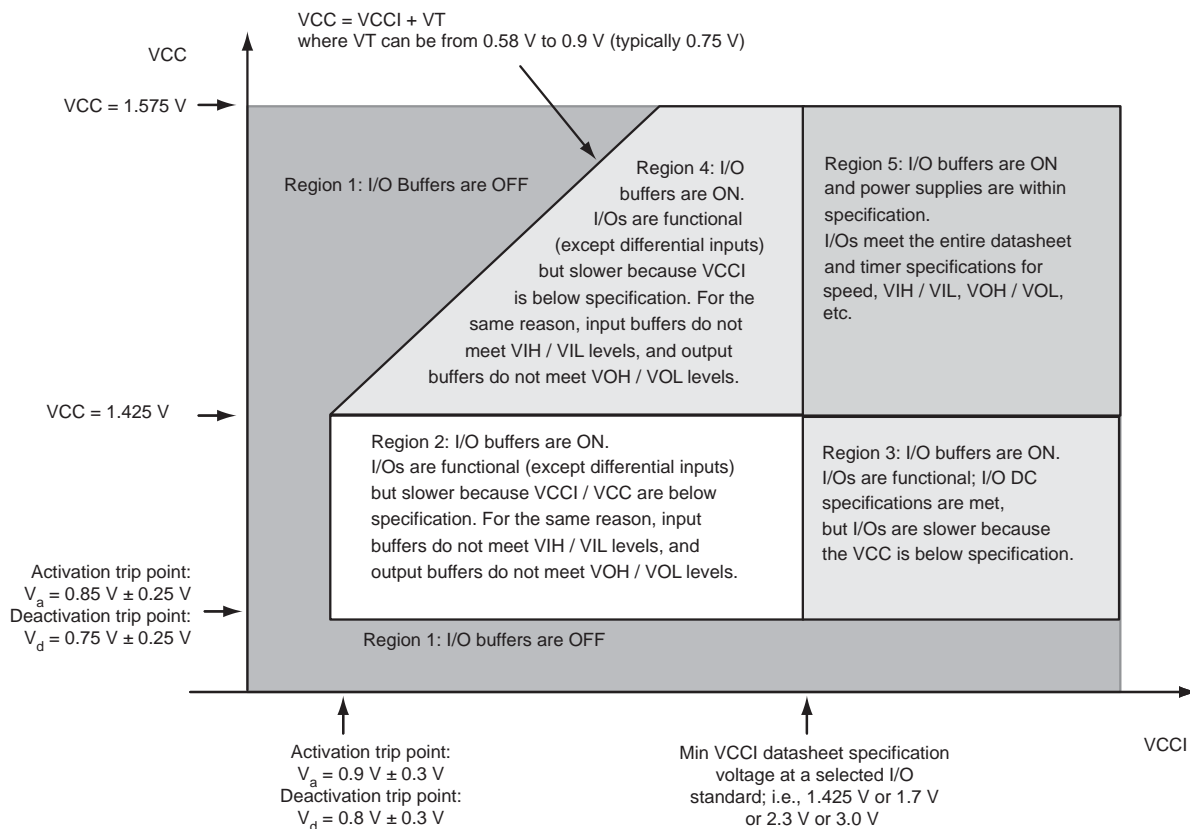 VCC = VCCI + VT
where VT can be from 0.58 V to 0.9 V (typically 0.75 V)
VCC
VCC = 1.575 V
Region 1: I/O Buffers are OFF
Region 4: I/O
buffers are ON.
I/Os are functional
(except differential inputs)
but slower because VCCI
is below specification. For the
same reason, input buffers do not
meet VIH / VIL levels, and output
buffers do not meet VOH / VOL levels.
Region 5: I/O buffers are ON
and power supplies are within
specification.
I/Os meet the entire datasheet
and timer specifications for
speed, VIH / VIL, VOH / VOL,
etc.
VCC = 1.425 V
Region 2: I/O buffers are ON.
I/Os are functional (except differential inputs)
but slower because VCCI / VCC are below
specification. For the same reason, input
buffers do not meet VIH / VIL levels, and
output buffers do not meet VOH / VOL levels.
Region 3: I/O buffers are ON.
I/Os are functional; I/O DC
specifications are met,
but I/Os are slower because
the VCC is below specification.
Activation trip point:
Va = 0.85 V ± 0.25 V
Deactivation trip point:
Vd = 0.75 V ± 0.25 V
Region 1: I/O buffers are OFF
VCCI
Activation trip point:
Va = 0.9 V ± 0.3 V
Deactivation trip point:
Vd = 0.8 V ± 0.3 V
Min VCCI datasheet specification
voltage at a selected I/O
standard; i.e., 1.425 V or 1.7 V
or 2.3 V or 3.0 V